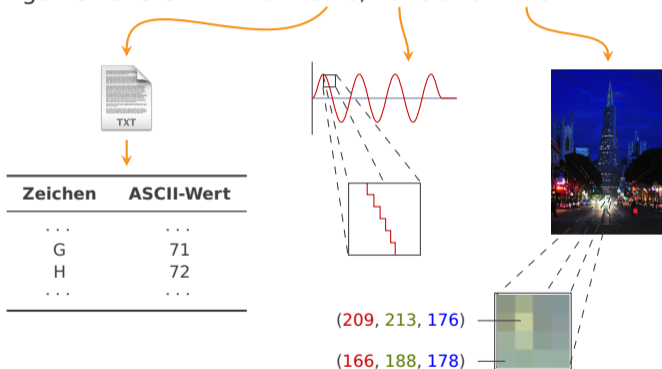 TXT
Zeichen ASCII-Wert
... ...
G 71
H 72
... ...
(209, 213, 176)
(166, 188, 178)